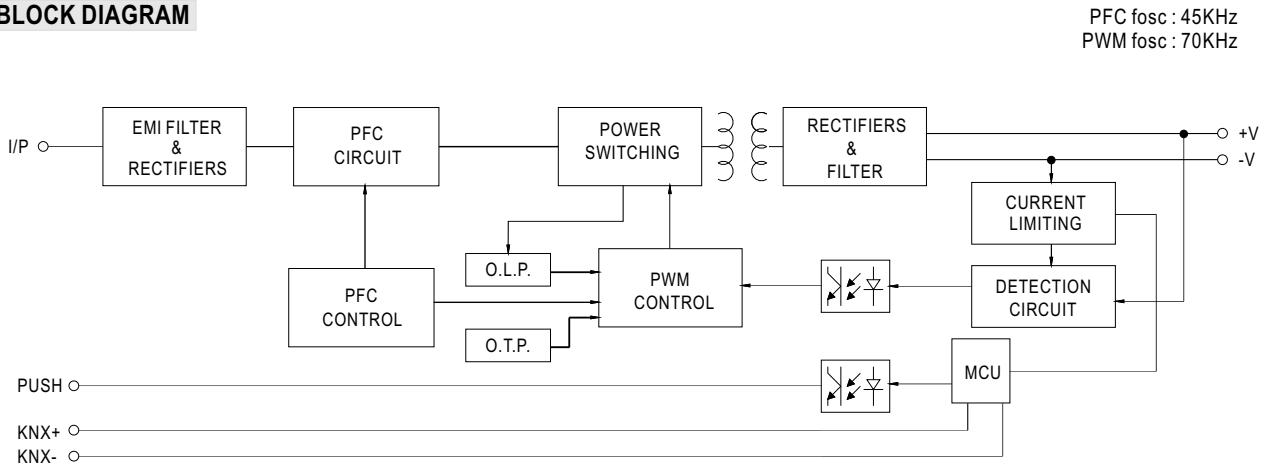 BLOCK DIAGRAM
PFC fosc : 45KHz
PWM fosc : 70KHz
I/P
EMI FILTER
&
RECTIFIERS
PFC
CIRCUIT
POWER
SWITCHING
RECTIFIERS
&
FILTER
+V
-V
CURRENT
LIMITING
O.L.P.
PWM
CONTROL
DETECTION
CIRCUIT
PFC
CONTROL
O.T.P.
MCU
PUSH
KNX+
KNX-